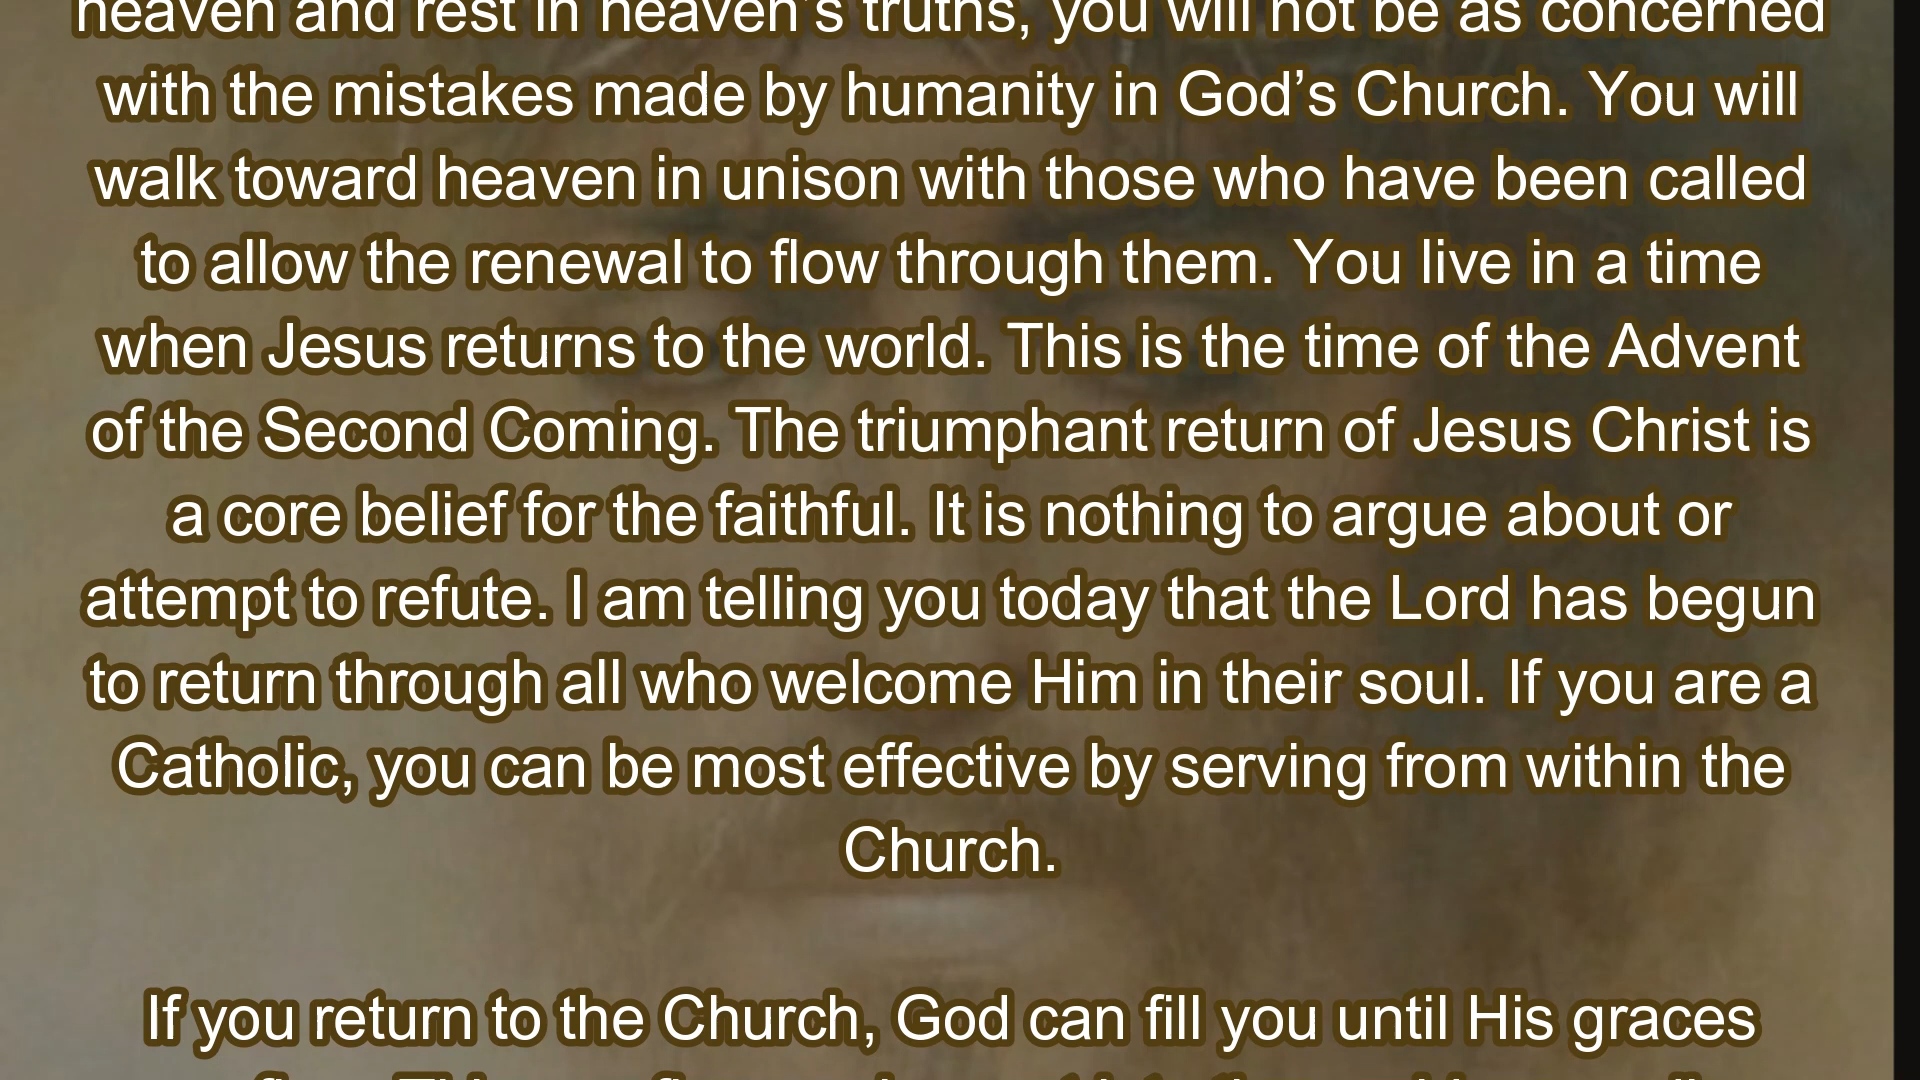 heaven and rest in heaven’s truths, you will not be as concerned
with the mistakes made by humanity in God’s Church. You will
walk toward heaven in unison with those who have been called
to allow the renewal to flow through them. You live in a time
when Jesus returns to the world. This is the time of the Advent
of the Second Coming. The triumphant return of Jesus Christ is
a core belief for the faithful. It is nothing to argue about or
attempt to refute. I am telling you today that the Lord has begun
to return through all who welcome Him in their soul. If you are a
Catholic, you can be most effective by serving from within the
Church.
If you return to the Church, God can fill you until His graces